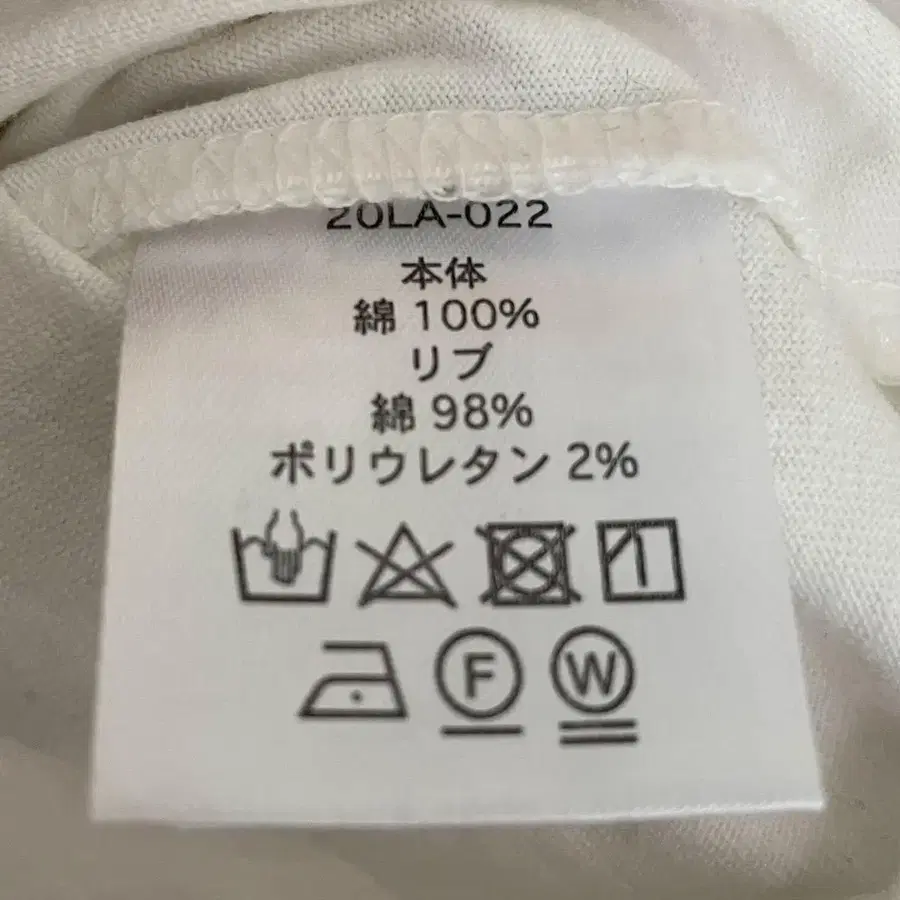 20LA-022
本体
綿 100%
リブ
綿 98%
ポリウレタン 2%
F W